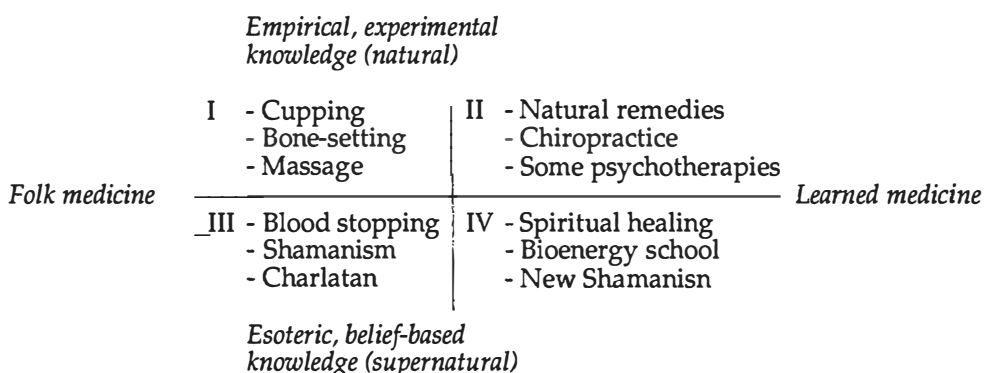 Empirical, experimental
knowledge (natural)
I - Cupping
- Bone-setting
- Massage
II - Natural remedies
- Chiropractice
- Some psychotherapies
Folk medicine
Learned medicine
III - Blood stopping
- Shamanism
- Charlatan
IV - Spiritual healing
- Bioenergy school
- New Shamanisn
Esoteric, belief-based
knowledge (supernatural)